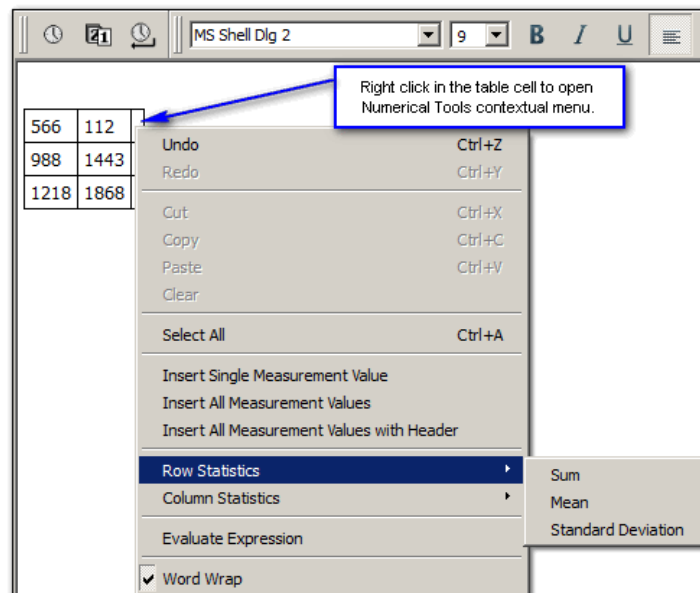 MS Shell Dlg 2 9 B I U
Right click in the table cell to open
Numerical Tools contextual menu.
566 112
988 1443
1218 1868
Undo Ctrl+Z
Redo Ctrl+Y
Cut Ctrl+X
Copy Ctrl+C
Paste Ctrl+V
Clear
Select All Ctrl+A
Insert Single Measurement Value
Insert All Measurement Values
Insert All Measurement Values with Header
Row Statistics
Column Statistics
Sum
Mean
Standard Deviation
Evaluate Expression
Word Wrap